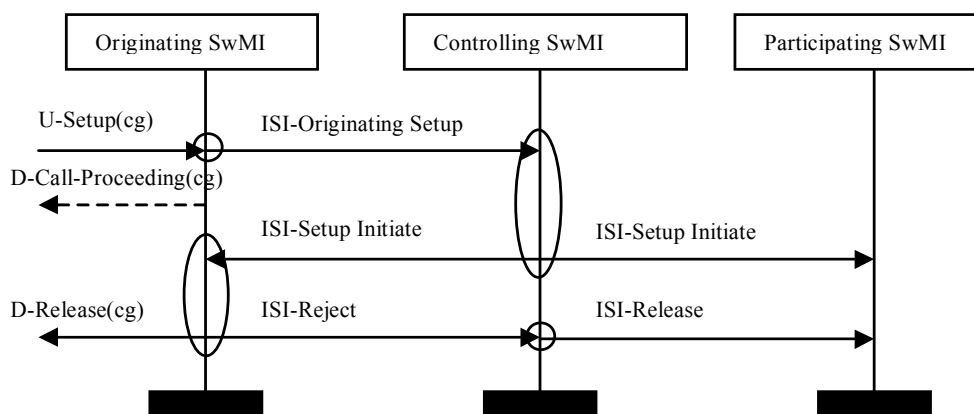 Originating SwMI
Controlling SwMI
Participating SwMI
U-Setup(cg)
ISI-Originating Setup
D-Call-Proceeding(cg)
ISI-Setup Initiate
ISI-Setup Initiate
D-Release(cg)
ISI-Reject
ISI-Release